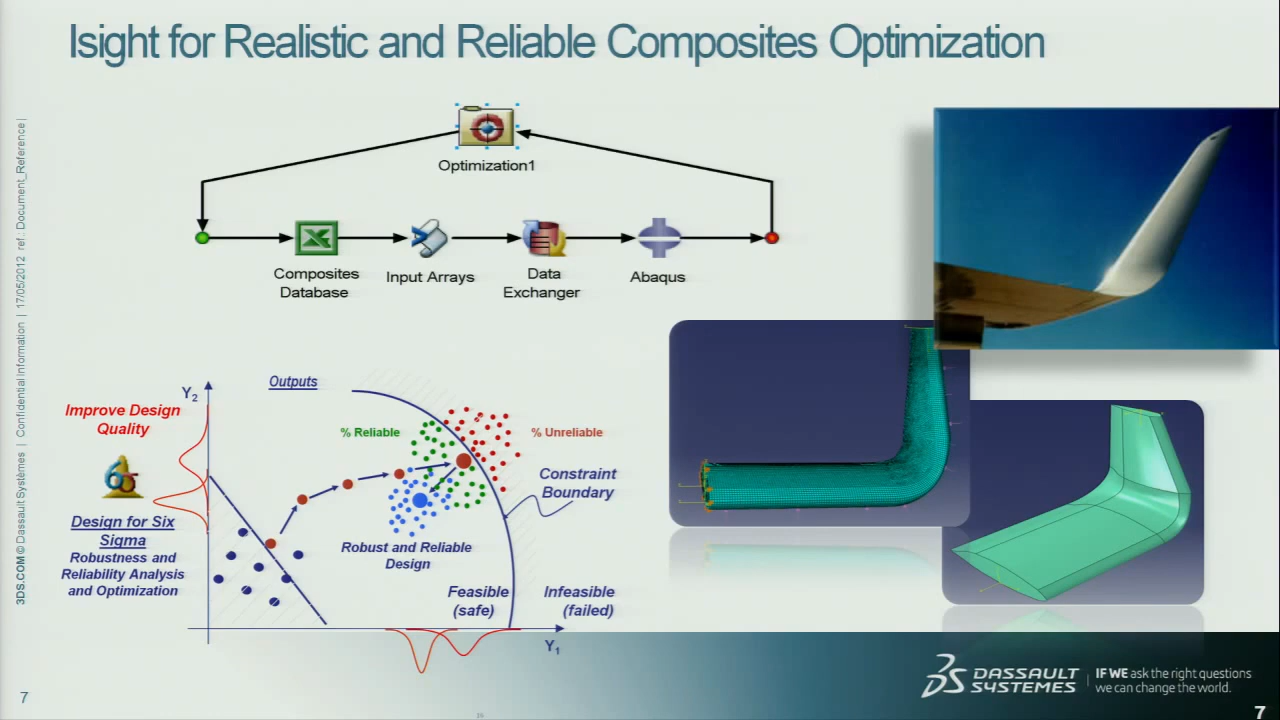 Isight for Realistic and Reliable Composites Optimization
3DS.COM © Dassault Systèmes | Confidential Information | 17/05/2012 ref.: Document_Reference |
Optimization1
Composites
Database
Input Arrays
Data
Exchanger
Abaqus
Y2
Outputs
Improve Design
Quality
% Reliable
% Unreliable
Constraint
Boundary
Design for Six
Sigma
Robustness and
Reliability Analysis
and Optimization
Robust and Reliable
Design
Feasible
(safe)
Infeasible
(failed)
Y1
DASSAULT
SYSTEMES
IF WE ask the right questions
we can change the world.
7
7